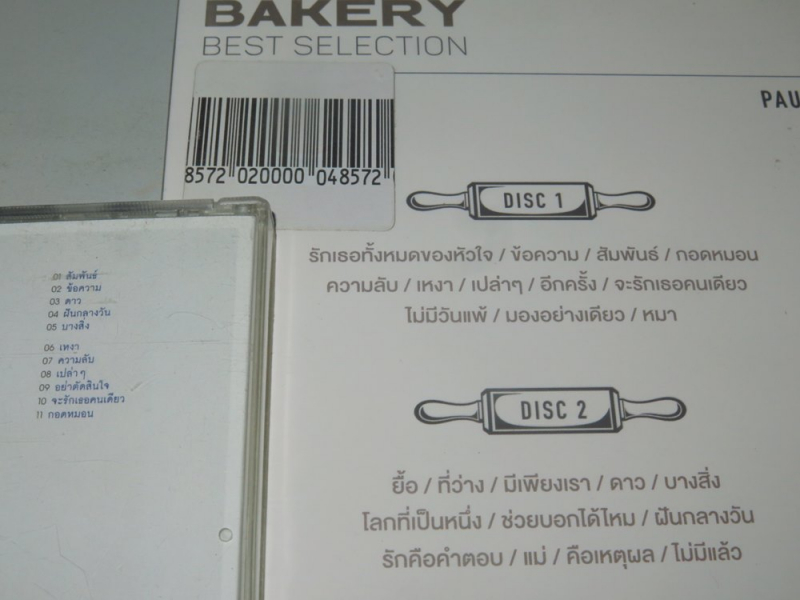 BAKERY
BEST SELECTION
PAU
8572 020000 048572
DISC 1
รักเธอทั้งหมดของหัวใจ / ข้อความ / สัมพันธ์ / กอดหมอน
ความลับ / เหงา / เปล่าๆ / อีกครั้ง / จะรักเธอคนเดียว
ไม่มีวันแพ้ / มองอย่างเดียว / หมา
DISC 2
ยื้อ / ที่ว่าง / มีเพียงเรา / ดาว / บางสิ่ง
โลกที่เป็นหนึ่ง / ช่วยบอกได้ไหม / ฝันกลางวัน
รักคือคำตอบ / แม่ / คือเหตุผล / ไม่มีแล้ว
01 สัมพันธ์
02 ข้อความ
03 ดาว
04 ฝันกลางวัน
05 บางสิ่ง
06 เหงา
07 ความลับ
08 เปล่าๆ
09 อย่าตัดสินใจ
10 จะรักเธอคนเดียว
11 กอดหมอน